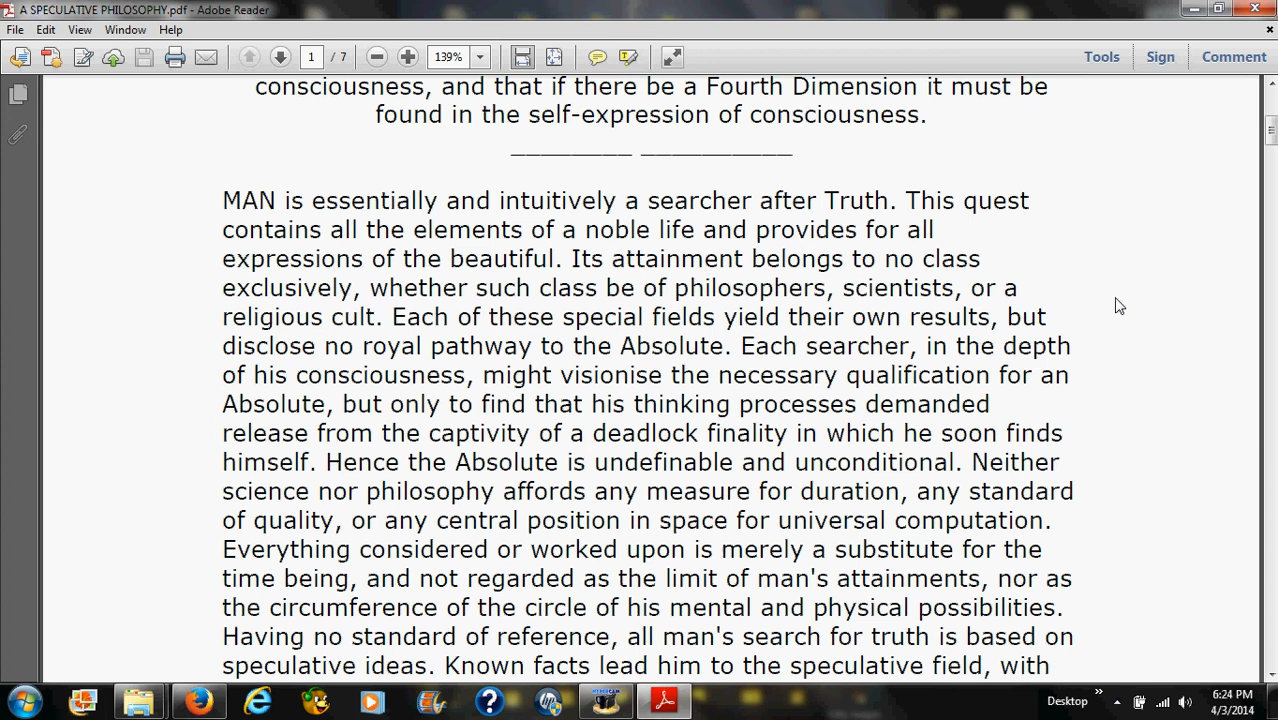 A SPECULATIVE PHILOSOPHY.pdf - Adobe Reader
File Edit View Window Help
1 / 7 139% Tools Sign Comment
consciousness, and that if there be a Fourth Dimension it must be
found in the self-expression of consciousness.
________ __________
MAN is essentially and intuitively a searcher after Truth. This quest
contains all the elements of a noble life and provides for all
expressions of the beautiful. Its attainment belongs to no class
exclusively, whether such class be of philosophers, scientists, or a
religious cult. Each of these special fields yield their own results, but
disclose no royal pathway to the Absolute. Each searcher, in the depth
of his consciousness, might visionise the necessary qualification for an
Absolute, but only to find that his thinking processes demanded
release from the captivity of a deadlock finality in which he soon finds
himself. Hence the Absolute is undefinable and unconditional. Neither
science nor philosophy affords any measure for duration, any standard
of quality, or any central position in space for universal computation.
Everything considered or worked upon is merely a substitute for the
time being, and not regarded as the limit of man's attainments, nor as
the circumference of the circle of his mental and physical possibilities.
Having no standard of reference, all man's search for truth is based on
speculative ideas. Known facts lead him to the speculative field, with
HYPERCAM
Desktop
6:24 PM
4/3/2014